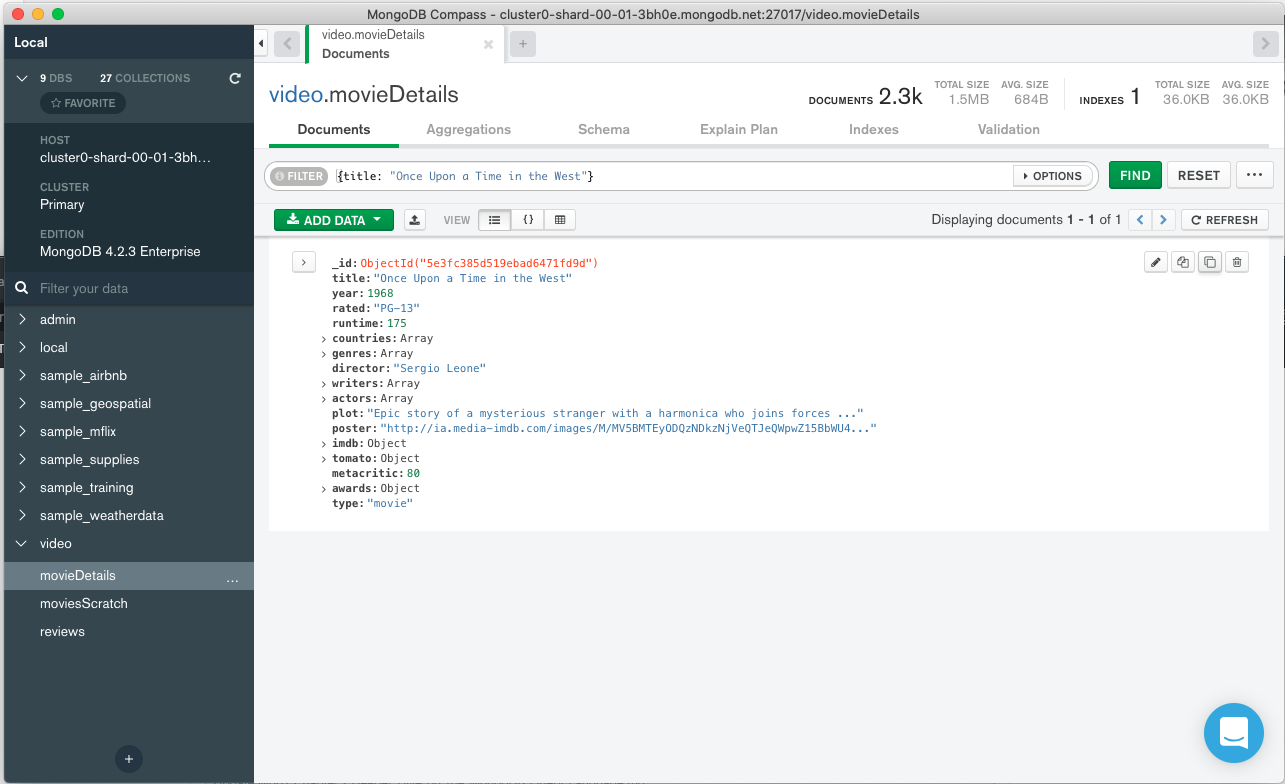 MongoDB Compass - cluster0-shard-00-01-3bh0e.mongodb.net:27017/video.movieDetails
Local
9 DBS 27 COLLECTIONS
FAVORITE
HOST
cluster0-shard-00-01-3bh...
CLUSTER
Primary
EDITION
MongoDB 4.2.3 Enterprise
Filter your data
admin
local
sample_airbnb
sample_geospatial
sample_mflix
sample_supplies
sample_training
sample_weatherdata
video
movieDetails ...
moviesScratch
reviews
+
video.movieDetails
Documents
+
video.movieDetails
DOCUMENTS 2.3k
TOTAL SIZE AVG. SIZE
1.5MB 684B
INDEXES 1
TOTAL SIZE AVG. SIZE
36.0KB 36.0KB
Documents Aggregations Schema Explain Plan Indexes Validation
FILTER {title: "Once Upon a Time in the West"} OPTIONS FIND RESET ...
ADD DATA VIEW {} Displaying documents 1 - 1 of 1 < > REFRESH
_id: ObjectId("5e3fc385d519ebad6471fd9d")
title: "Once Upon a Time in the West"
year: 1968
rated: "PG-13"
runtime: 175
> countries: Array
> genres: Array
director: "Sergio Leone"
> writers: Array
> actors: Array
plot: "Epic story of a mysterious stranger with a harmonica who joins forces ..."
poster: "http://ia.media-imdb.com/images/M/MV5BMTEyODQzNDkzNjVeQTJeQWpwZ15BbWU4..."
> imdb: Object
> tomato: Object
metacritic: 80
> awards: Object
type: "movie"